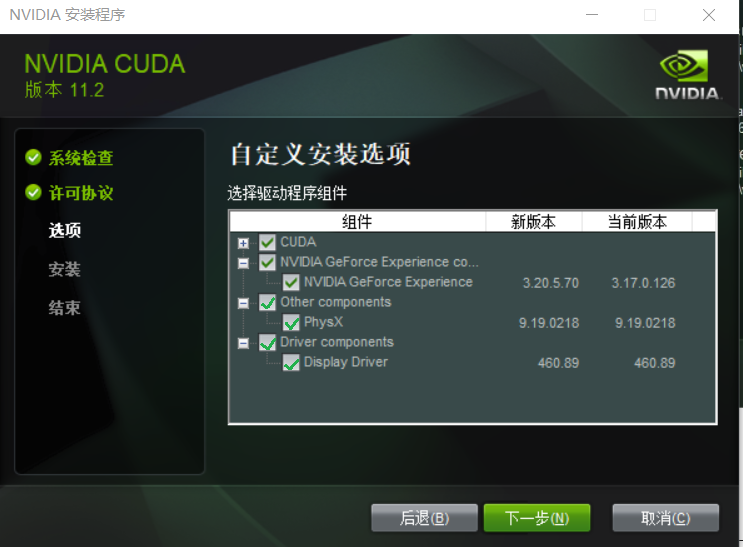 NVIDIA 安装程序
NVIDIA CUDA
版本 11.2
NVIDIA.
系统检查
许可协议
选项
安装
结束
自定义安装选项
选择驱动程序组件
组件 新版本 当前版本
CUDA
NVIDIA GeForce Experience co...
NVIDIA GeForce Experience 3.20.5.70 3.17.0.126
Other components
PhysX 9.19.0218 9.19.0218
Driver components
Display Driver 460.89 460.89
后退(B) 下一步(N) 取消(C)